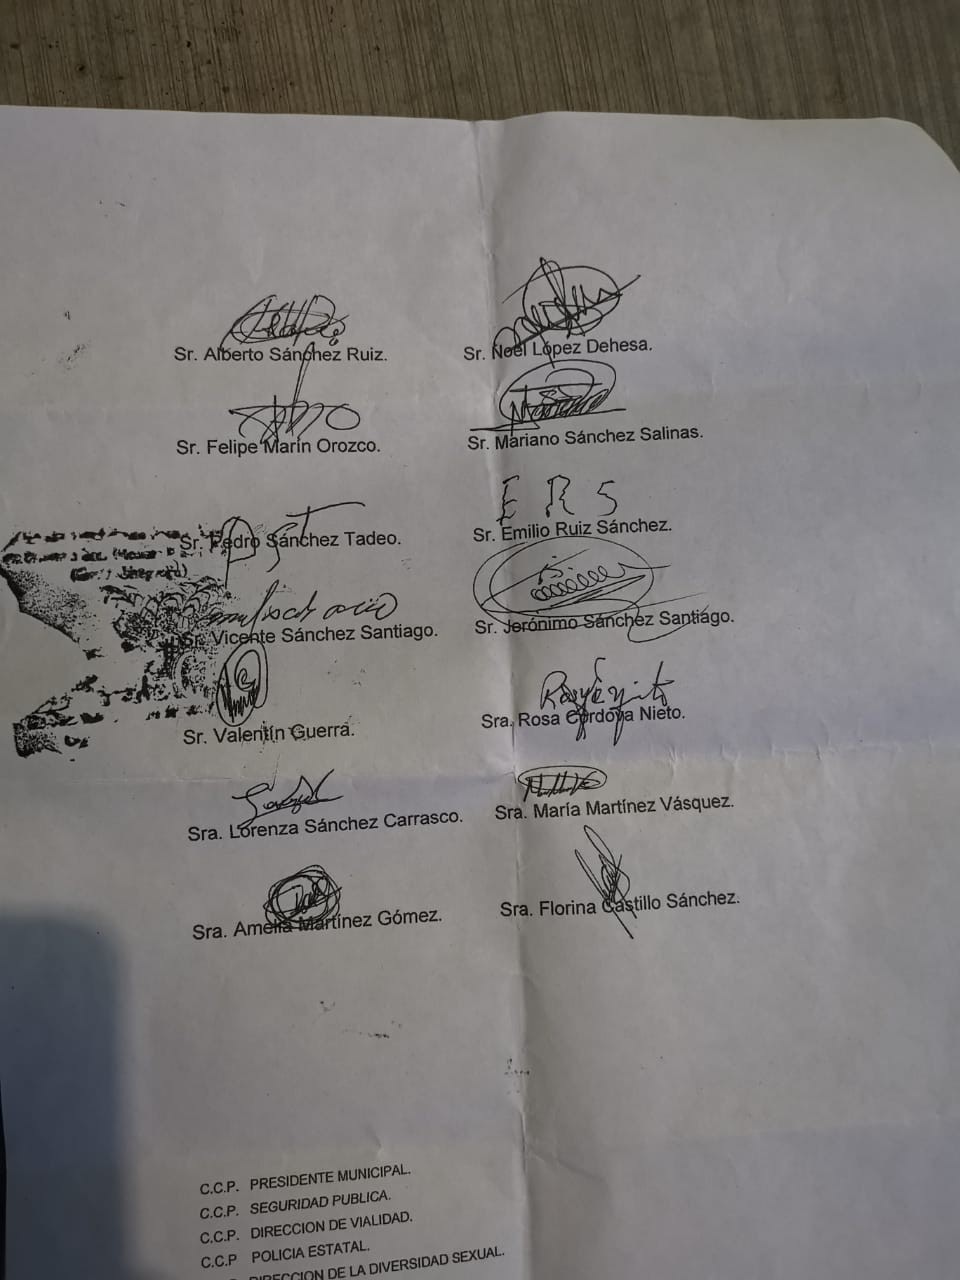 Sr. Alberto Sánchez Ruiz.
Sr. Noel López Dehesa.
Sr. Felipe Marín Orozco.
Sr. Mariano Sánchez Salinas.
E R S
Sr. Pedro Sánchez Tadeo.
Sr. Emilio Ruiz Sánchez.
Sr. Vicente Sánchez Santiago.
Sr. Jerónimo Sánchez Santiago.
Sr. Valentín Guerra.
Sra. Rosa Cordova Nieto.
Sra. Lorenza Sánchez Carrasco.
Sra. María Martínez Vásquez.
Sra. Amelia Martínez Gómez.
Sra. Florina Castillo Sánchez.
C.C.P. PRESIDENTE MUNICIPAL.
C.C.P. SEGURIDAD PUBLICA.
C.C.P. DIRECCION DE VIALIDAD.
C.C.P POLICIA ESTATAL.
DIRECCION DE LA DIVERSIDAD SEXUAL.